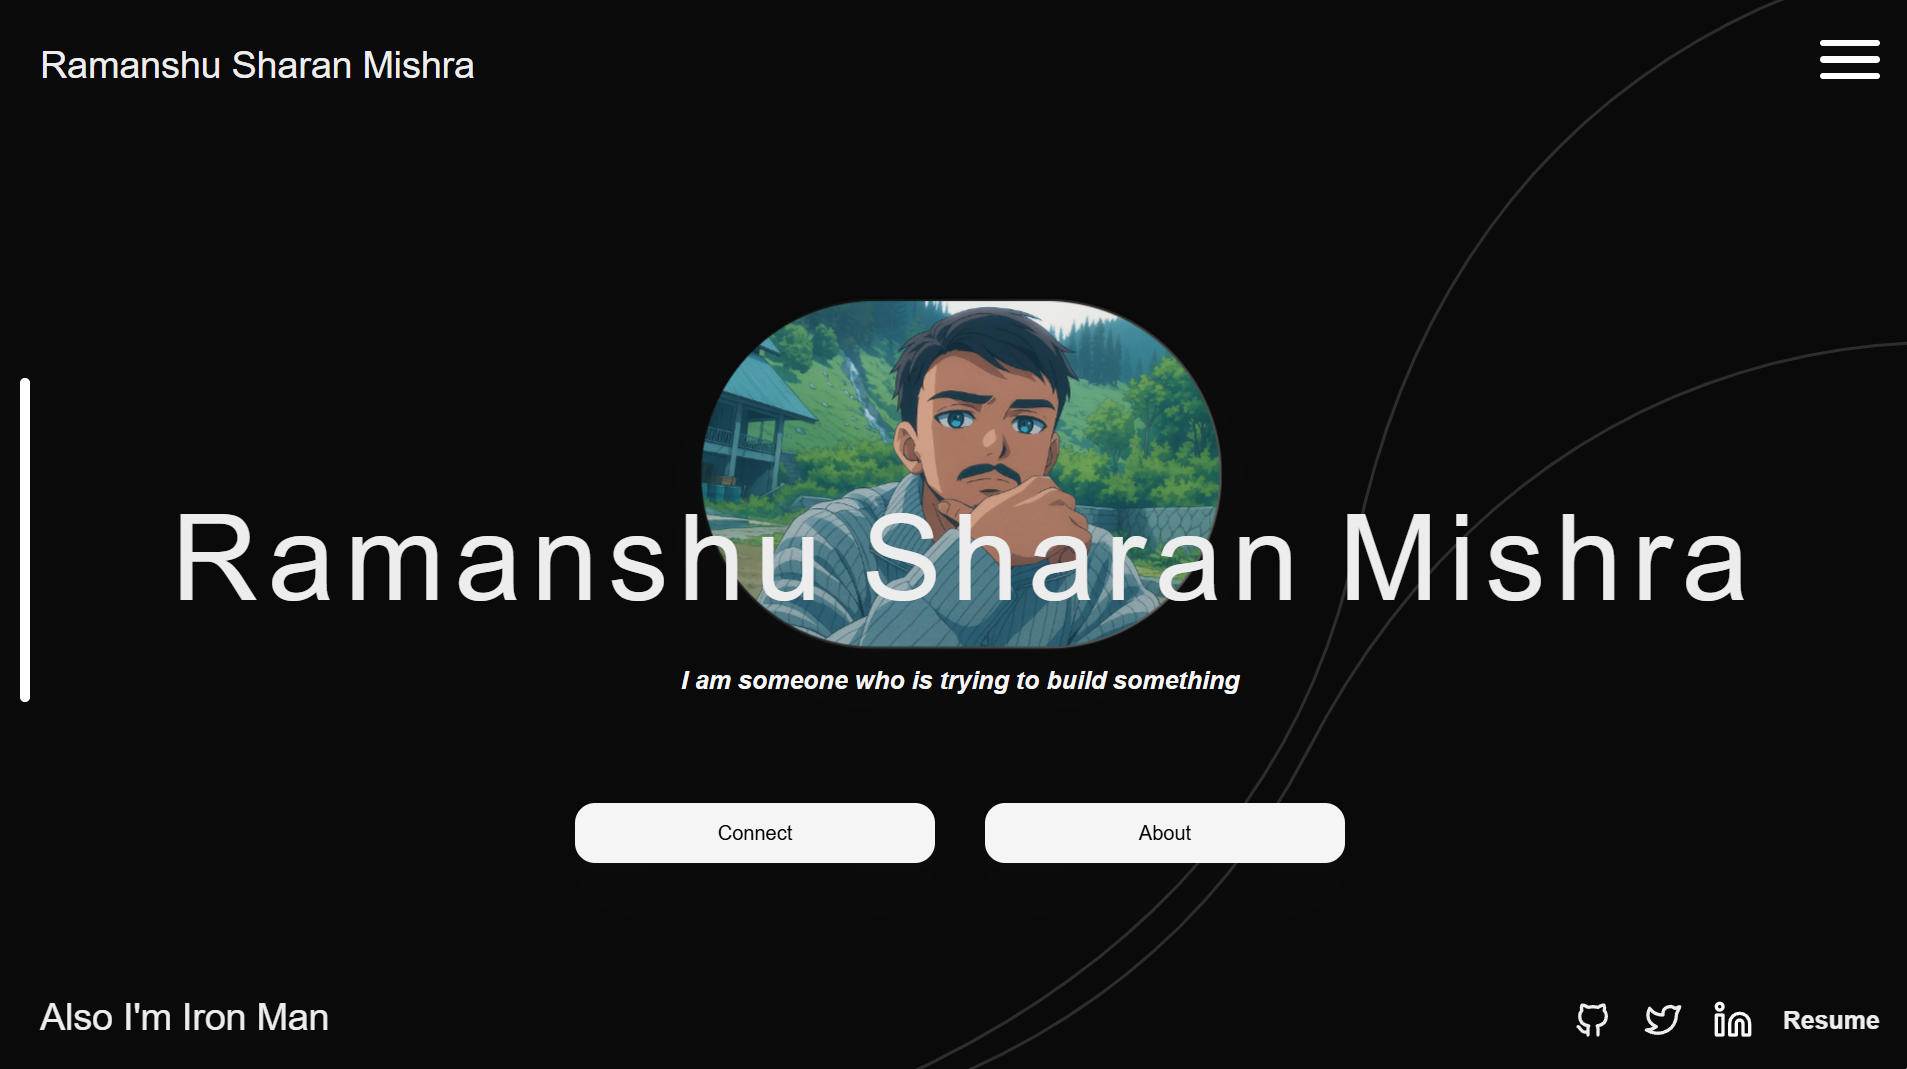 Ramanshu Sharan Mishra
Ramanshu Sharan Mishra
I am someone who is trying to build something
Connect
About
Also I'm Iron Man
Resume